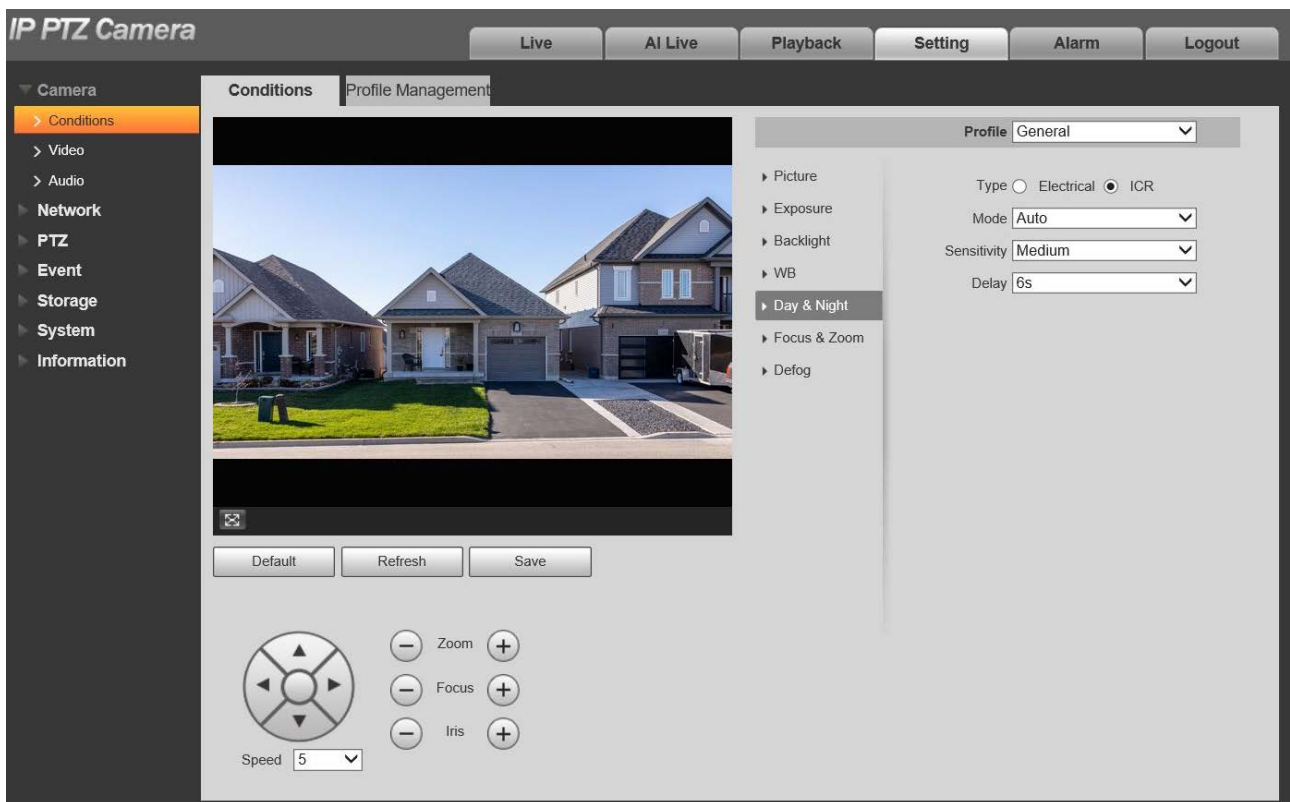 IP PTZ Camera
Live
AI Live
Playback
Setting
Alarm
Logout
Camera
Conditions
Video
Audio
Network
PTZ
Event
Storage
System
Information
Conditions
Profile Management
Default
Refresh
Save
Zoom
Focus
Iris
Speed 5
Profile General
Picture
Exposure
Backlight
WB
Day & Night
Focus & Zoom
Defog
Type Electrical ICR
Mode Auto
Sensitivity Medium
Delay 6s